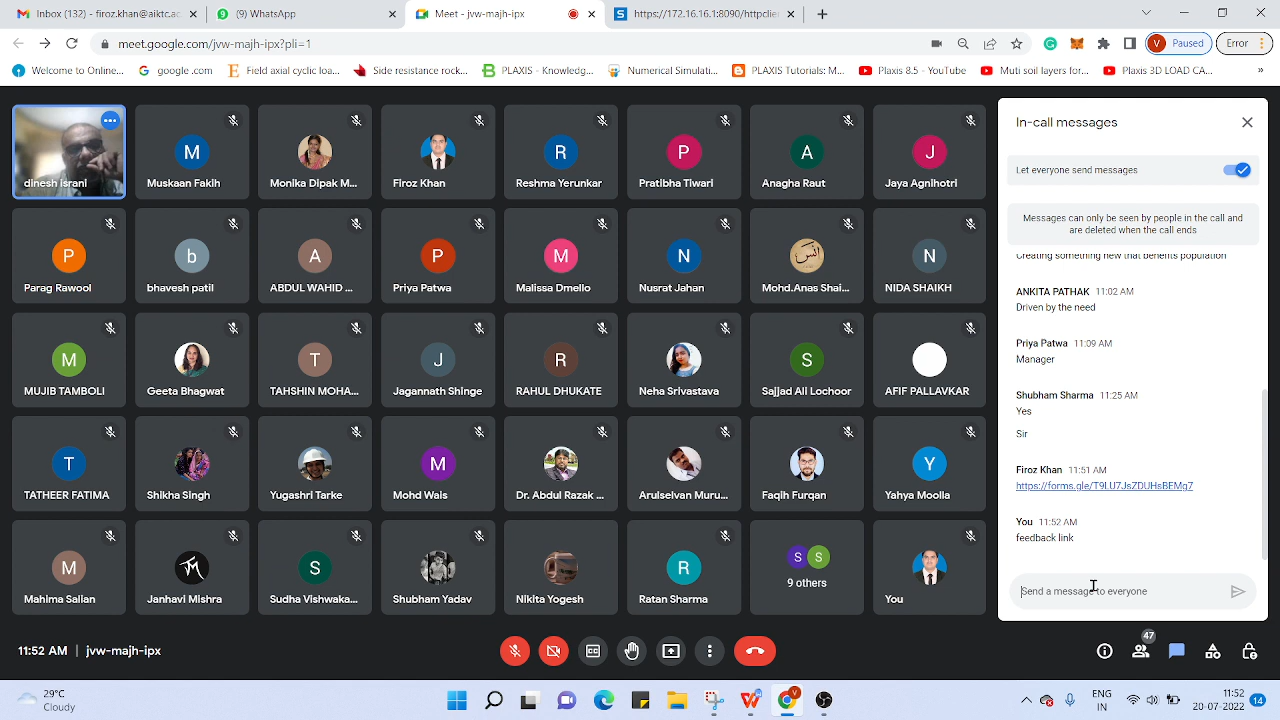 Inbox (36) - firoz.khan@aktc.ac
(9) WhatsApp
Meet - jvw-majh-ipx
https://172.16.16.1:8090/httpclie
meet.google.com/jvw-majh-ipx?pli=1
V Paused
Error
Welcome to Online...
google.com
Field axial cyclic loa...
Side resistance rock...
PLAXIS - Knowledg...
Numerical Simulati...
PLAXIS Tutorials: M...
Plaxis 8.5 - YouTube
Muti soil layers for...
Plaxis 3D LOAD CA...
dinesh israni
M
Muskaan Fakih
Monika Dipak M...
Firoz Khan
R
Reshma Yerunkar
P
Pratibha Tiwari
A
Anagha Raut
J
Jaya Agnihotri
P
Parag Rawool
b
bhavesh patil
A
ABDUL WAHID ...
P
Priya Patwa
M
Malissa Dmello
N
Nusrat Jahan
Mohd.Anas Shai...
N
NIDA SHAIKH
M
MUJIB TAMBOLI
Geeta Bhagwat
T
TAHSHIN MOHA...
J
Jagannath Shinge
R
RAHUL DHUKATE
Neha Srivastava
S
Sajjad Ali Lochoor
AFIF PALLAVKAR
T
TATHEER FATIMA
Shikha Singh
Yugashri Tarke
M
Mohd Wais
Dr. Abdul Razak ...
Arulselvan Muru...
Faqih Furqan
Y
Yahya Moolla
M
Mahima Salian
Janhavi Mishra
S
Sudha Vishwaka...
Shubham Yadav
Nikita Yogesh
R
Ratan Sharma
S S
9 others
You
In-call messages
Let everyone send messages
Messages can only be seen by people in the call and
are deleted when the call ends
Creating something new that benefits population
ANKITA PATHAK 11:02 AM
Driven by the need
Priya Patwa 11:09 AM
Manager
Shubham Sharma 11:25 AM
Yes
Sir
Firoz Khan 11:51 AM
https://forms.gle/T9LU7JsZDUHsBEMg7
You 11:52 AM
feedback link
Send a message to everyone
11:52 AM | jvw-majh-ipx
47
29°C
Cloudy
ENG
IN
11:52
20-07-2022
14